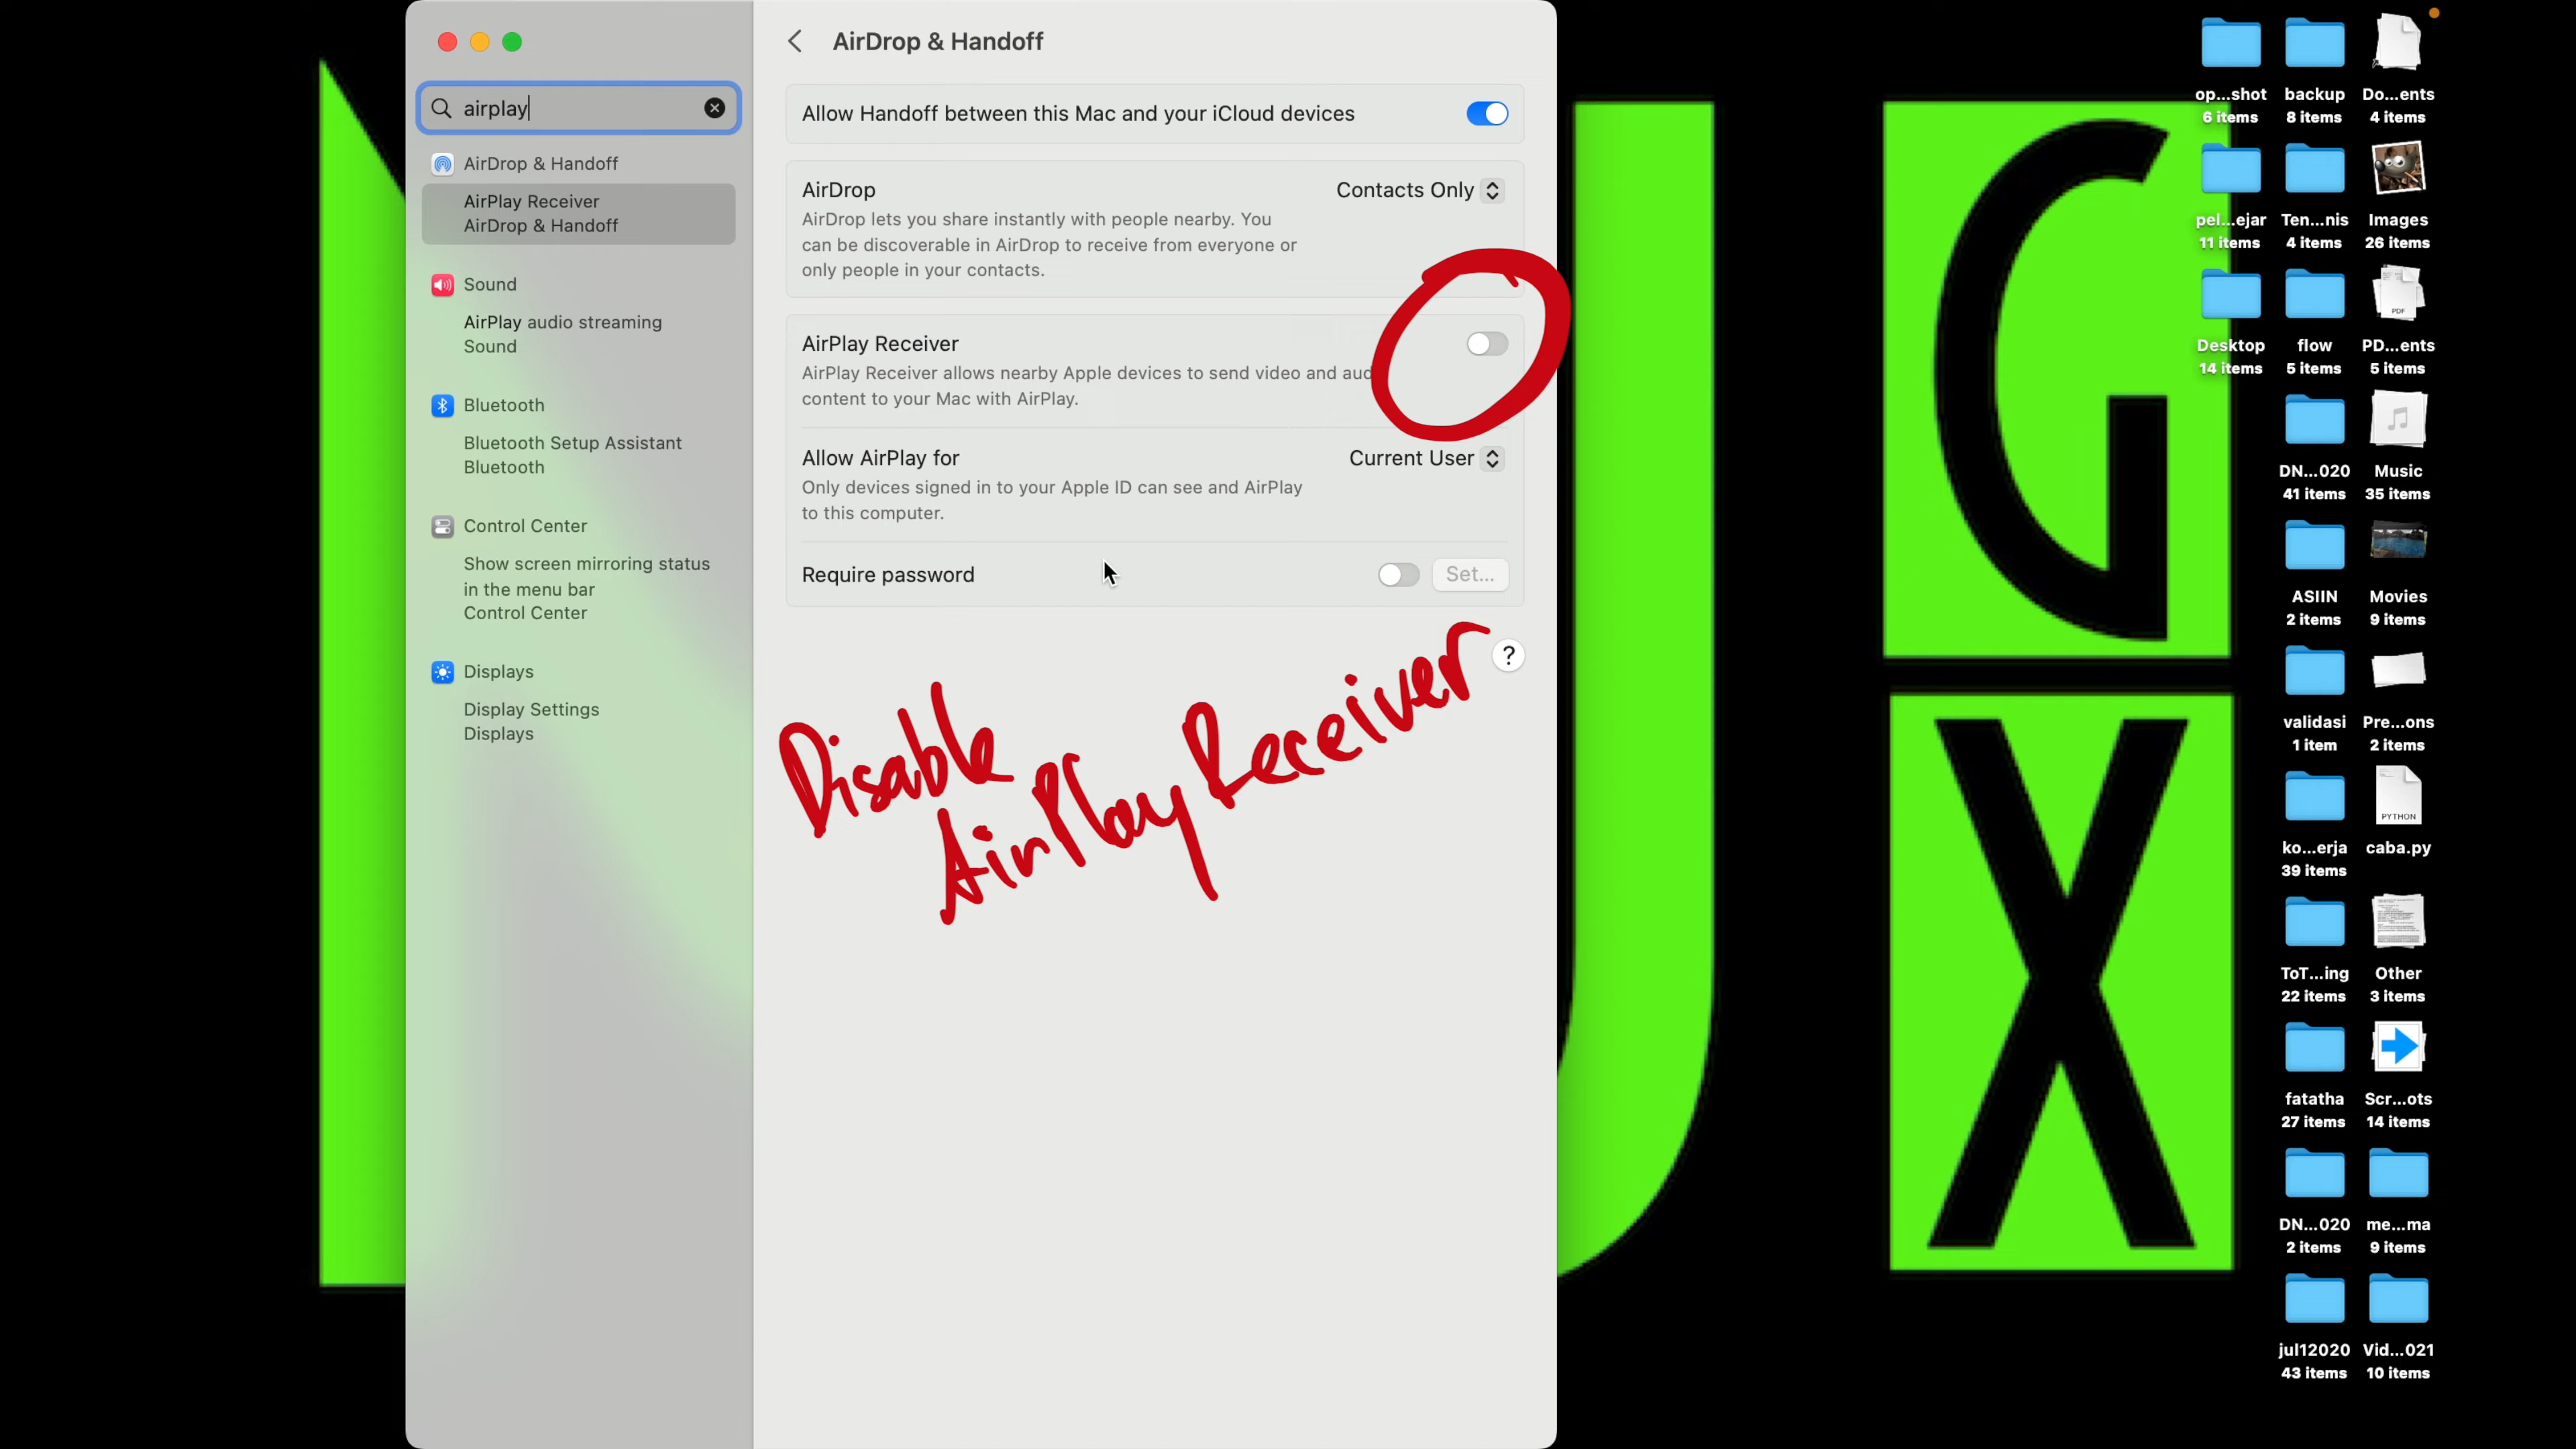 AirDrop & Handoff
airplay
AirDrop & Handoff
AirPlay Receiver
AirDrop & Handoff
Sound
AirPlay audio streaming
Sound
Bluetooth
Bluetooth Setup Assistant
Bluetooth
Control Center
Show screen mirroring status
in the menu bar
Control Center
Displays
Display Settings
Displays
Allow Handoff between this Mac and your iCloud devices
AirDrop Contacts Only
AirDrop lets you share instantly with people nearby. You
can be discoverable in AirDrop to receive from everyone or
only people in your contacts.
AirPlay Receiver
AirPlay Receiver allows nearby Apple devices to send video and
content to your Mac with AirPlay.
Allow AirPlay for Current User
Only devices signed in to your Apple ID can see and AirPlay
to this computer.
Require password Set...
?
Disable
AirPlay Receiver
G
X
op...shot backup Do...ents
6 items 8 items 4 items
pel...ejar Ten...nis Images
11 items 4 items 26 items
PDF
Desktop flow PD...ents
14 items 5 items 5 items
DN...020 Music
41 items 35 items
ASIIN Movies
2 items 9 items
validasi Pre...ons
1 item 2 items
PYTHON
ko...erja caba.py
39 items
ToT...ing Other
22 items 3 items
fatatha Scr...ots
27 items 14 items
DN...020 me...ma
2 items 9 items
jul12020 Vid...021
43 items 10 items